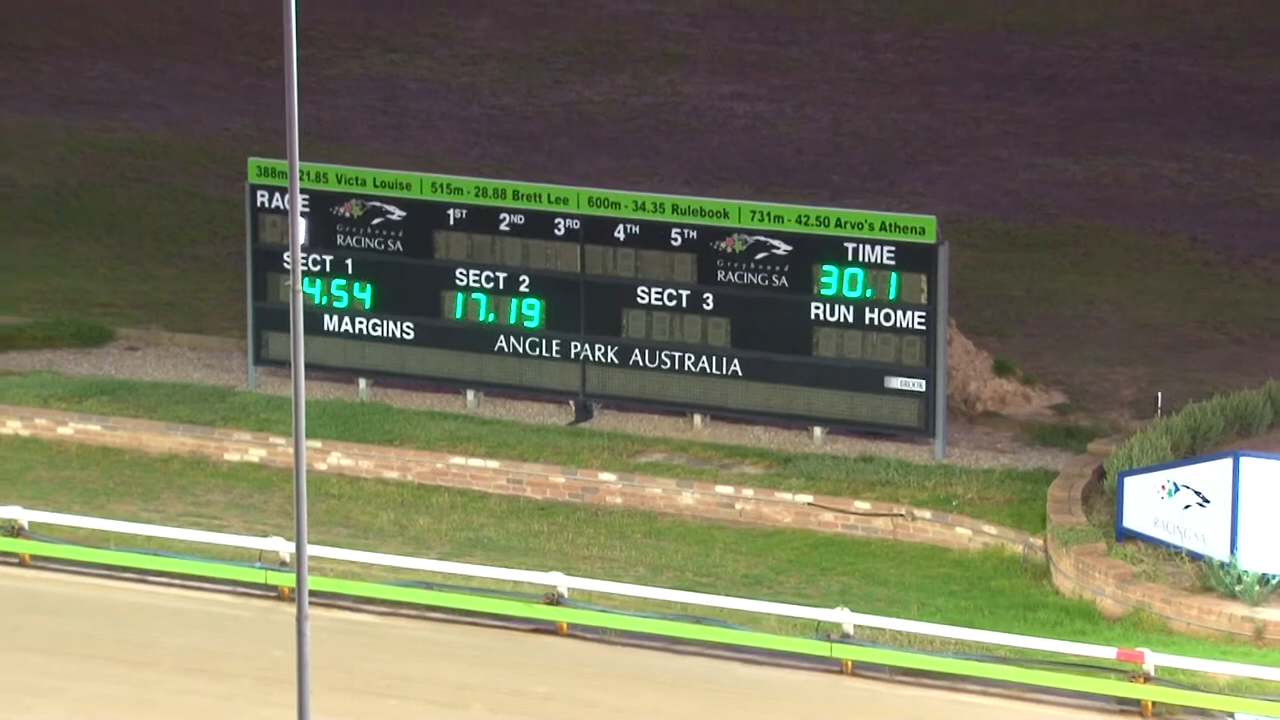 388m 21.85 Victa Louise | 515m - 28.88 Brett Lee | 600m - 34.35 Rulebook | 731m - 42.50 Arvo's Athena
RACE
Greyhound
RACING SA
1ST 2ND 3RD 4TH 5TH
Greyhound
RACING SA
TIME
30.1
SECT 1
4.54
SECT 2
17.19
SECT 3
RUN HOME
MARGINS
ANGLE PARK AUSTRALIA
BROOK
RACING SA